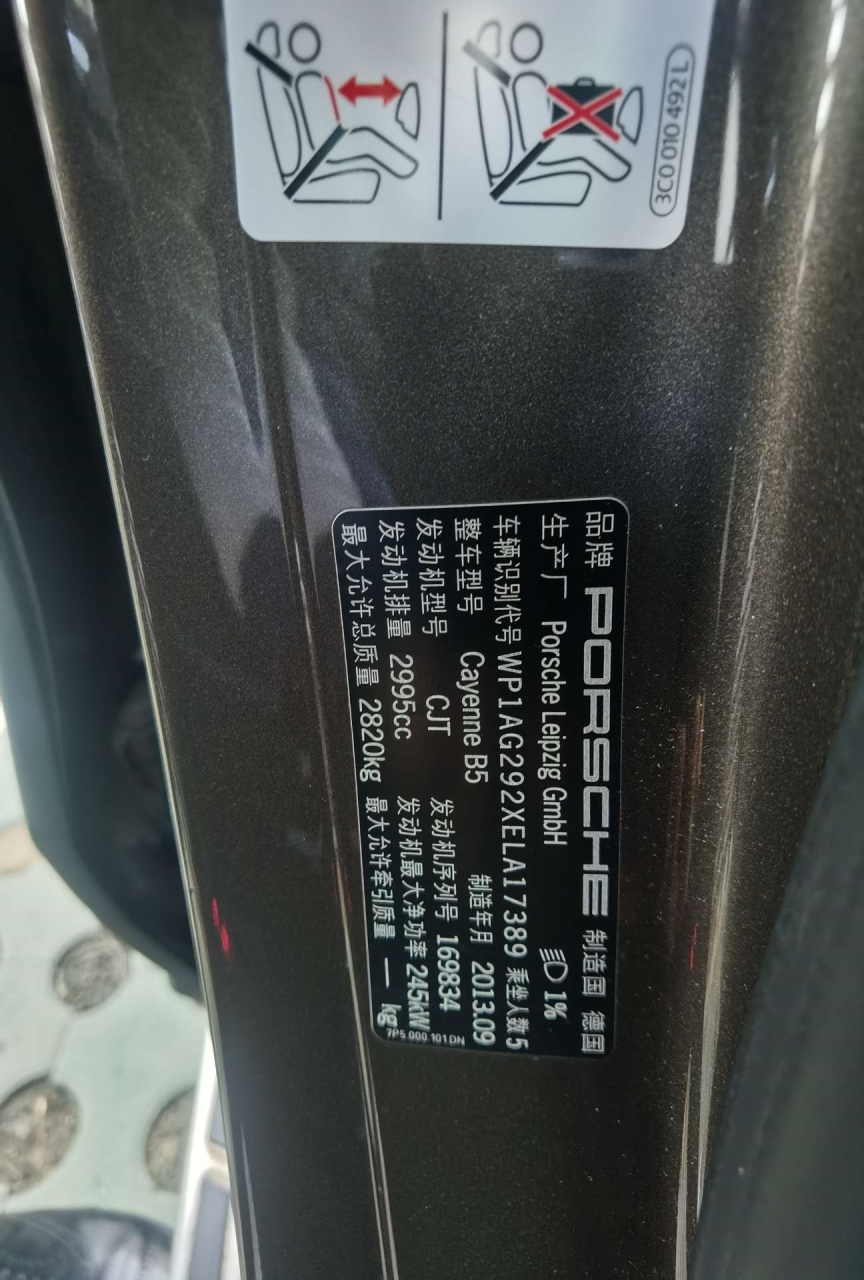 3C0 010 492 L
品牌 PORSCHE 制造国 德国
生产厂 Porsche Leipzig GmbH 1%
车辆识别代号 WP1AG292XELA17389 乘坐人数 5
整车型号 Cayenne B5 制造年月 2013.09
发动机型号 CJT 发动机序列号 169834
发动机排量 2995cc 发动机最大净功率 245kW
最大允许总质量 2820kg 最大允许牵引质量 — kg
7P5 000 101 DN